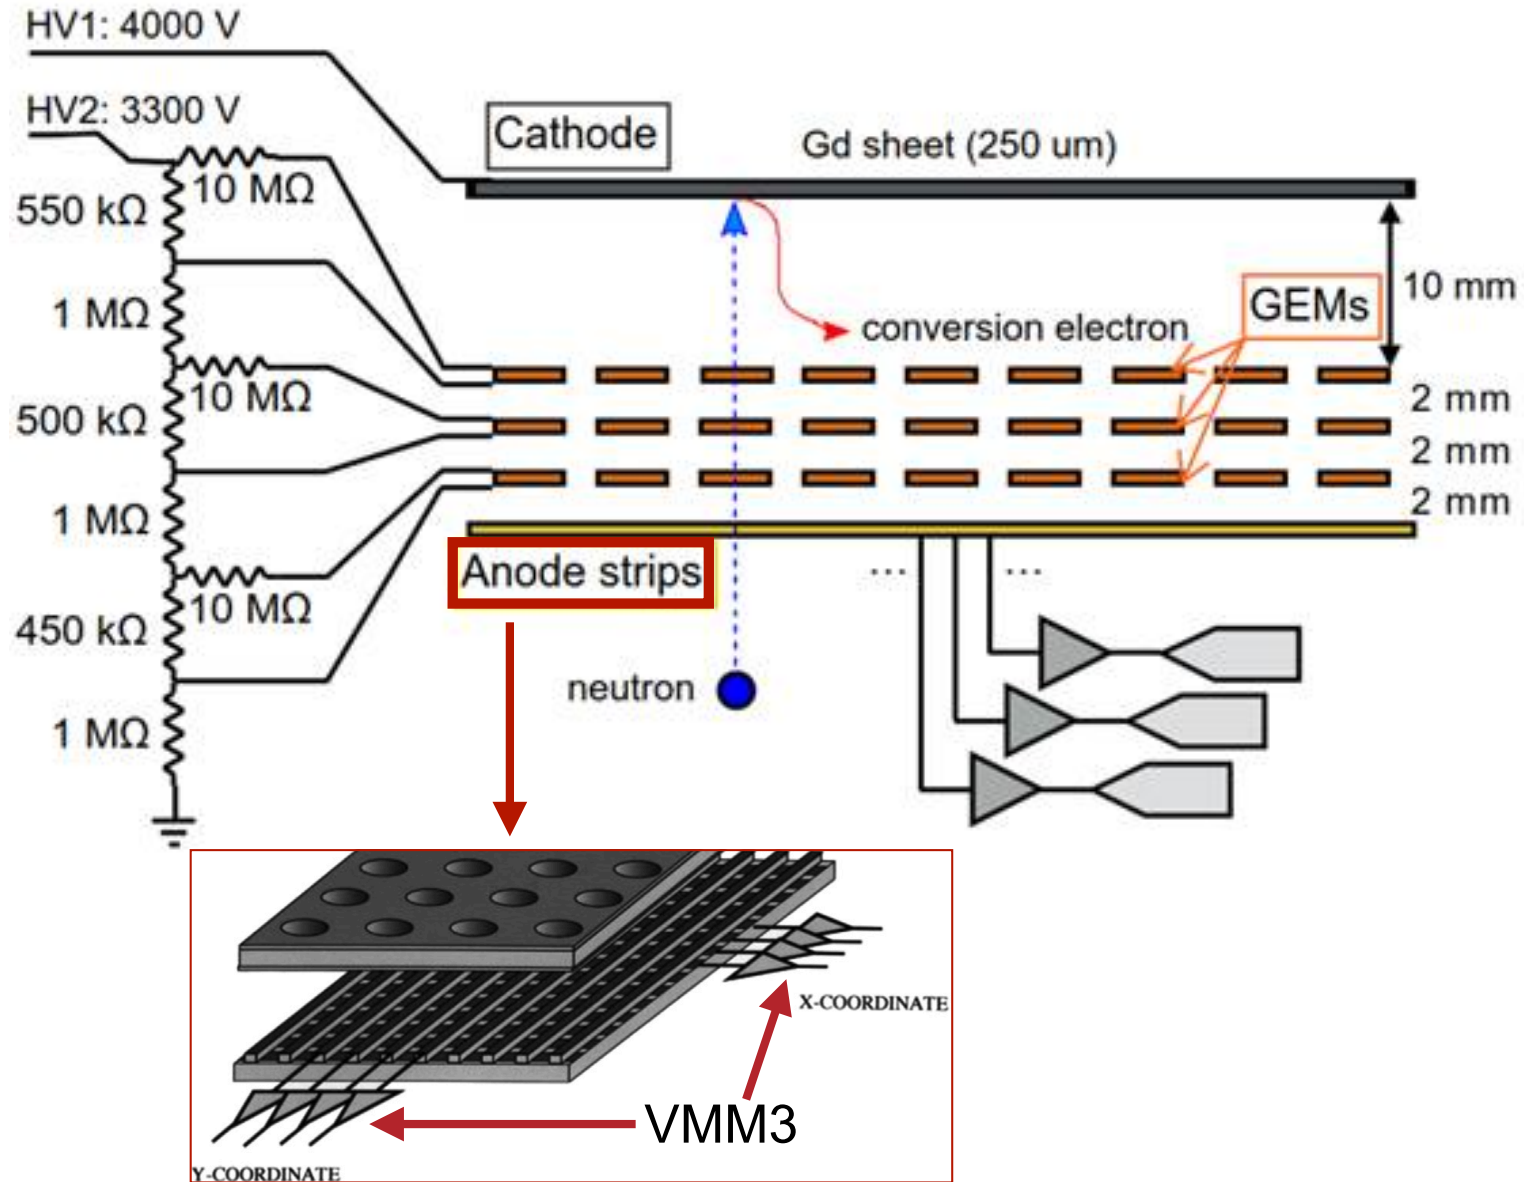 HV1: 4000 V
HV2: 3300 V
Cathode
Gd sheet (250 um)
10 MΩ
550 kΩ
1 MΩ
10 mm
GEMs
conversion electron
10 MΩ
2 mm
500 kΩ
2 mm
2 mm
1 MΩ
Anode strips
...
...
10 MΩ
450 kΩ
neutron
1 MΩ
X-COORDINATE
VMM3
Y-COORDINATE